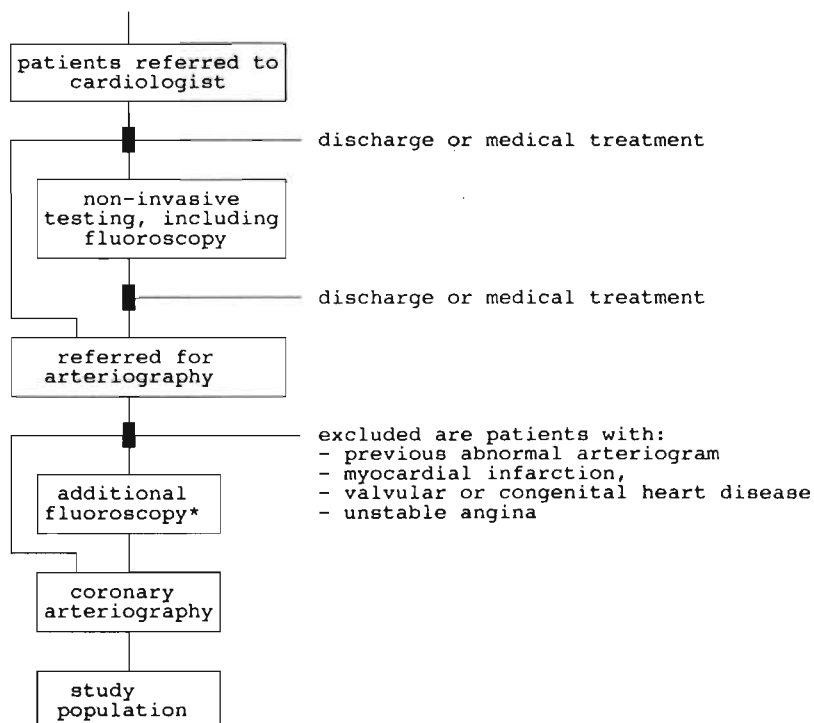 patients referred to
cardiologist
discharge or medical treatment
non-invasive
testing, including
fluoroscopy
discharge or medical treatment
referred for
arteriography
excluded are patients with:
- previous abnormal arteriogram
- myocardial infarction,
- valvular or congenital heart disease
- unstable angina
additional
fluoroscopy*
coronary
arteriography
study
population